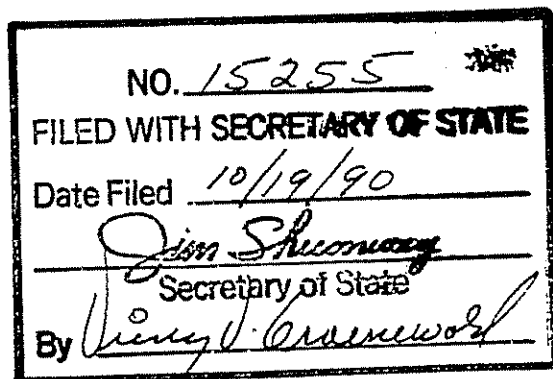 NO. 15255
FILED WITH SECRETARY OF STATE
Date Filed 10/19/90
Jim Shumway
Secretary of State
By